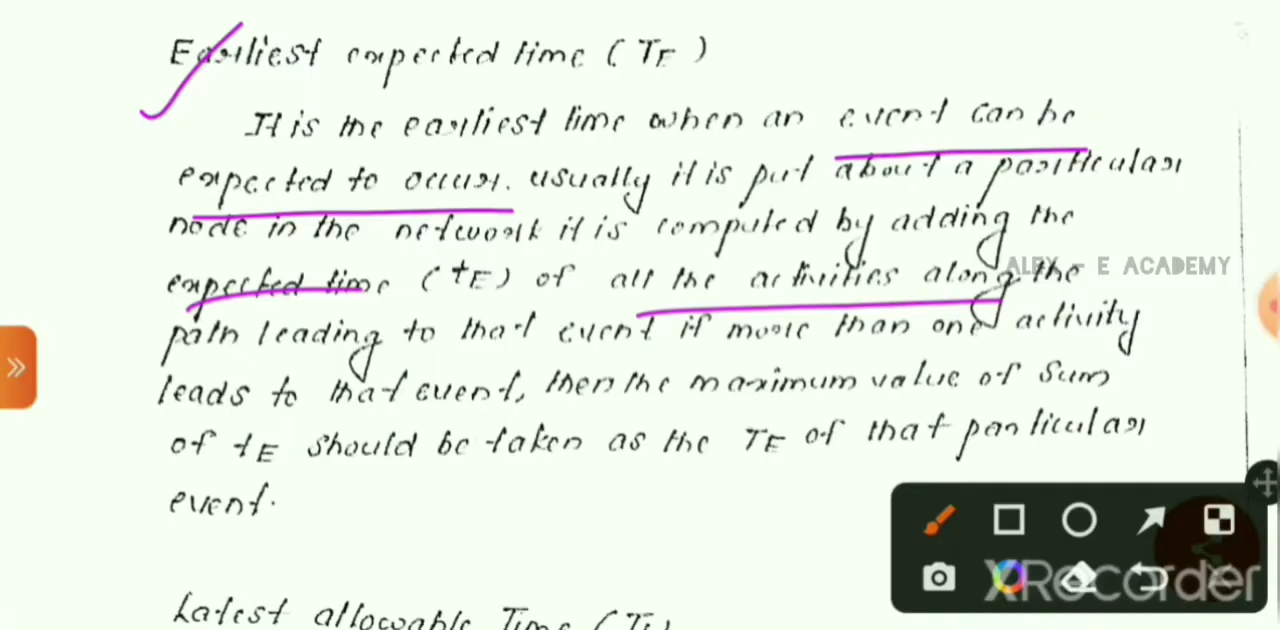 Earliest expected time (TE)
It is the earliest time when an event can be
expected to occur. usually it is put about a particular
node in the network it is computed by adding the
expected time (tE) of all the activities along the
ALEX - E ACADEMY
path leading to that event if more than one activity
leads to that event, then the maximum value of sum
of tE should be taken as the TE of that particular
event.
XRecorder
Latest allowable Time (TL)